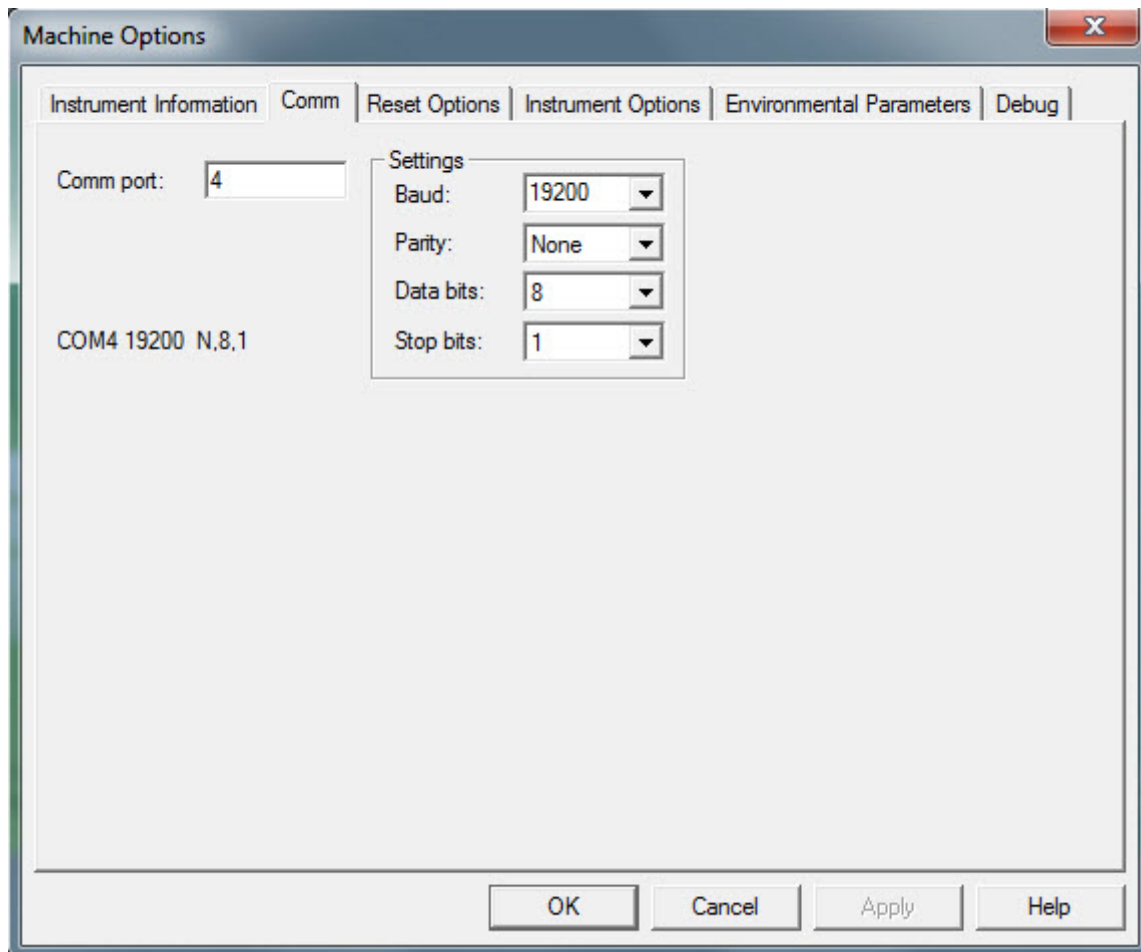 Machine Options
Instrument Information Comm Reset Options Instrument Options Environmental Parameters Debug
Comm port: 4
Settings
Baud: 19200
Parity: None
Data bits: 8
Stop bits: 1
COM4 19200 N,8,1
OK Cancel Apply Help